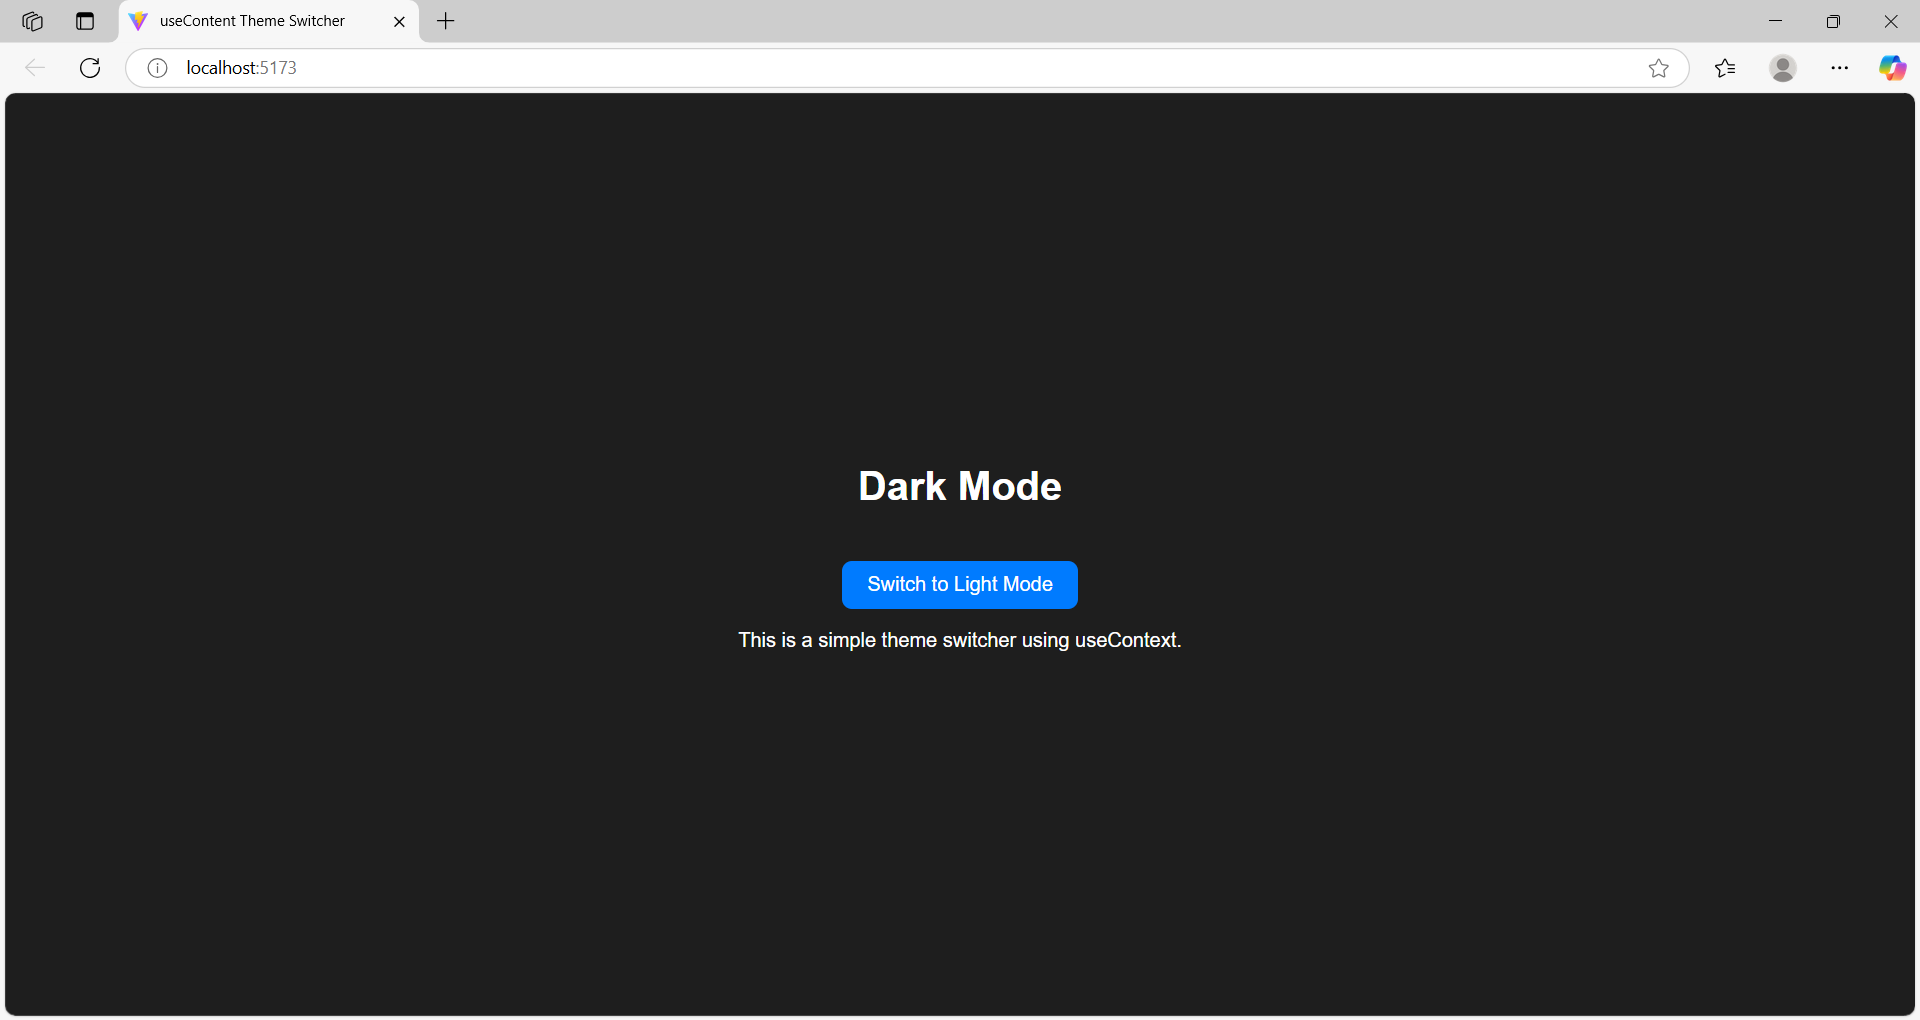 useContent Theme Switcher
localhost:5173
Dark Mode
Switch to Light Mode
This is a simple theme switcher using useContext.